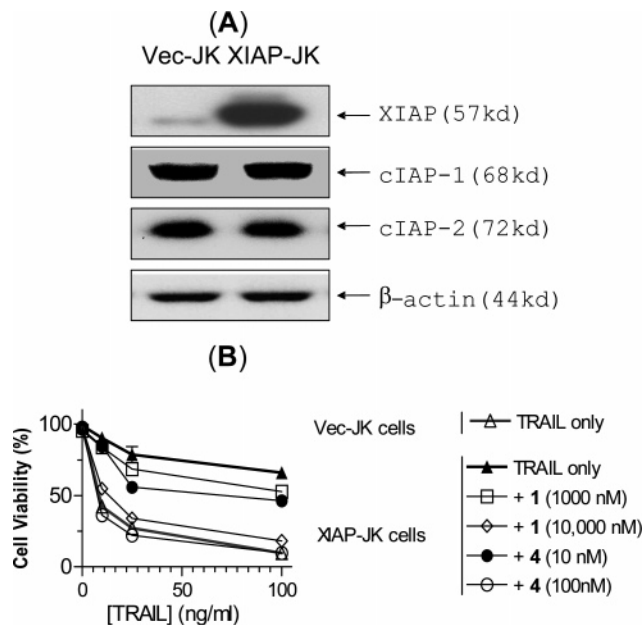 (A)
Vec-JK XIAP-JK
XIAP(57kd)
cIAP-1(68kd)
cIAP-2(72kd)
β-actin(44kd)
(B)
Cell Viability (%)
100
50
0
0 50 100
[TRAIL] (ng/ml)
Vec-JK cells
TRAIL only
XIAP-JK cells
TRAIL only
+ 1 (1000 nM)
+ 1 (10,000 nM)
+ 4 (10 nM)
+ 4 (100nM)